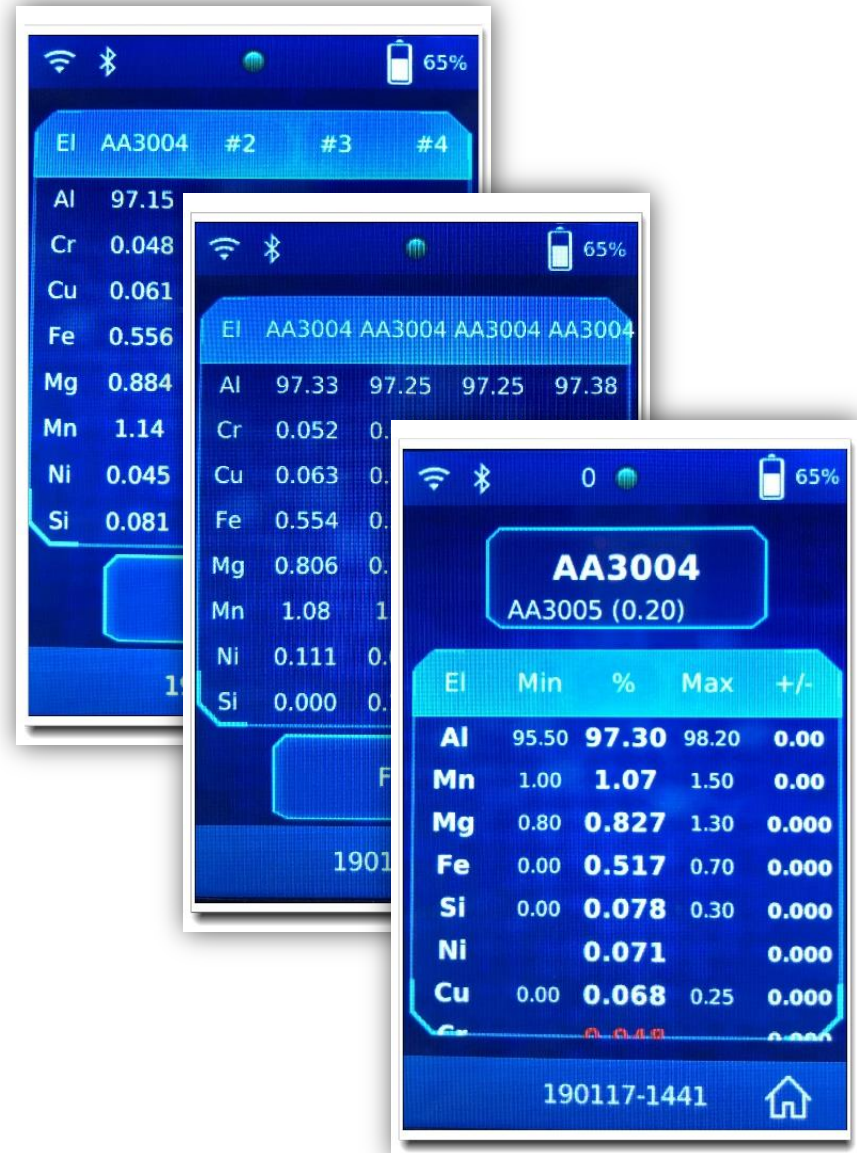 65%
El AA3004 #2 #3 #4
Al 97.15
Cr 0.048
Cu 0.061
Fe 0.556
Mg 0.884
Mn 1.14
Ni 0.045
Si 0.081
65%
El AA3004 AA3004 AA3004 AA3004
Al 97.33 97.25 97.25 97.38
Cr 0.052 0.
Cu 0.063 0.
Fe 0.554 0.
Mg 0.806 0.
Mn 1.08 1
Ni 0.111
Si 0.000 0.
F
1901
0 65%
AA3004
AA3005 (0.20)
El Min % Max +/-
Al 95.50 97.30 98.20 0.00
Mn 1.00 1.07 1.50 0.00
Mg 0.80 0.827 1.30 0.000
Fe 0.00 0.517 0.70 0.000
Si 0.00 0.078 0.30 0.000
Ni 0.071 0.000
Cu 0.00 0.068 0.25 0.000
190117-1441